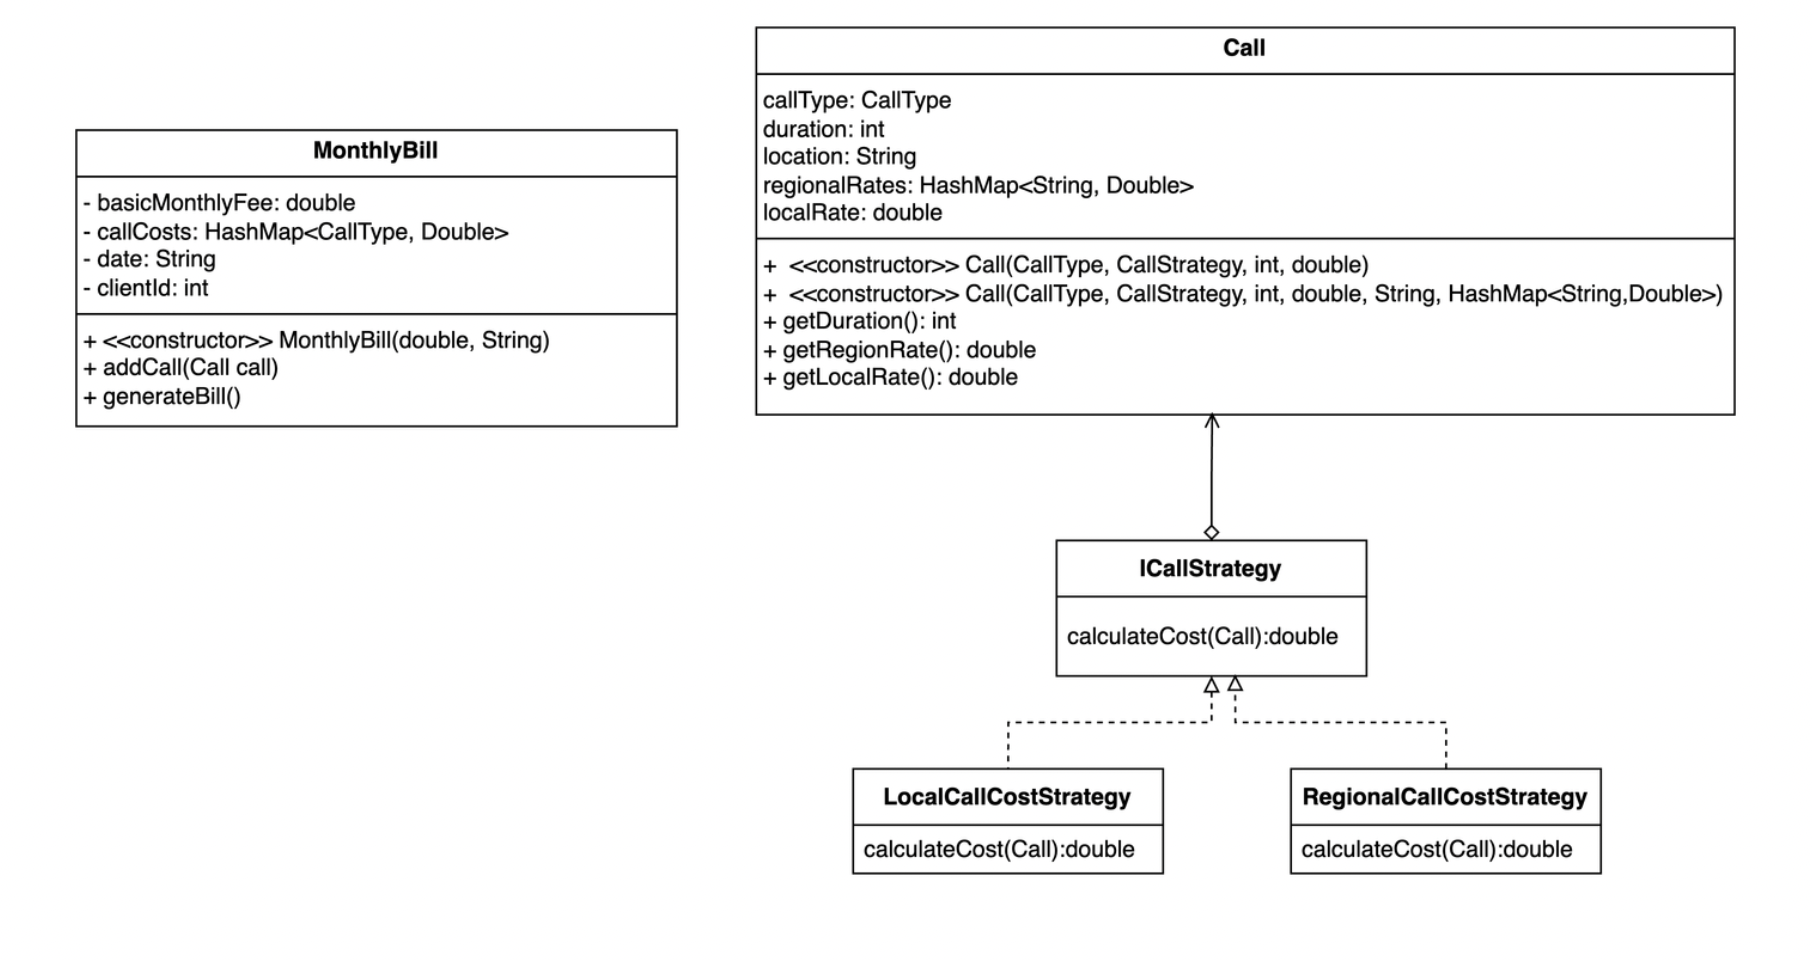 MonthlyBill
- basicMonthlyFee: double
- callCosts: HashMap<CallType, Double>
- date: String
- clientId: int
+ <<constructor>> MonthlyBill(double, String)
+ addCall(Call call)
+ generateBill()
Call
callType: CallType
duration: int
location: String
regionalRates: HashMap<String, Double>
localRate: double
+ <<constructor>> Call(CallType, CallStrategy, int, double)
+ <<constructor>> Call(CallType, CallStrategy, int, double, String, HashMap<String,Double>)
+ getDuration(): int
+ getRegionRate(): double
+ getLocalRate(): double
ICallStrategy
calculateCost(Call):double
LocalCallCostStrategy
calculateCost(Call):double
RegionalCallCostStrategy
calculateCost(Call):double